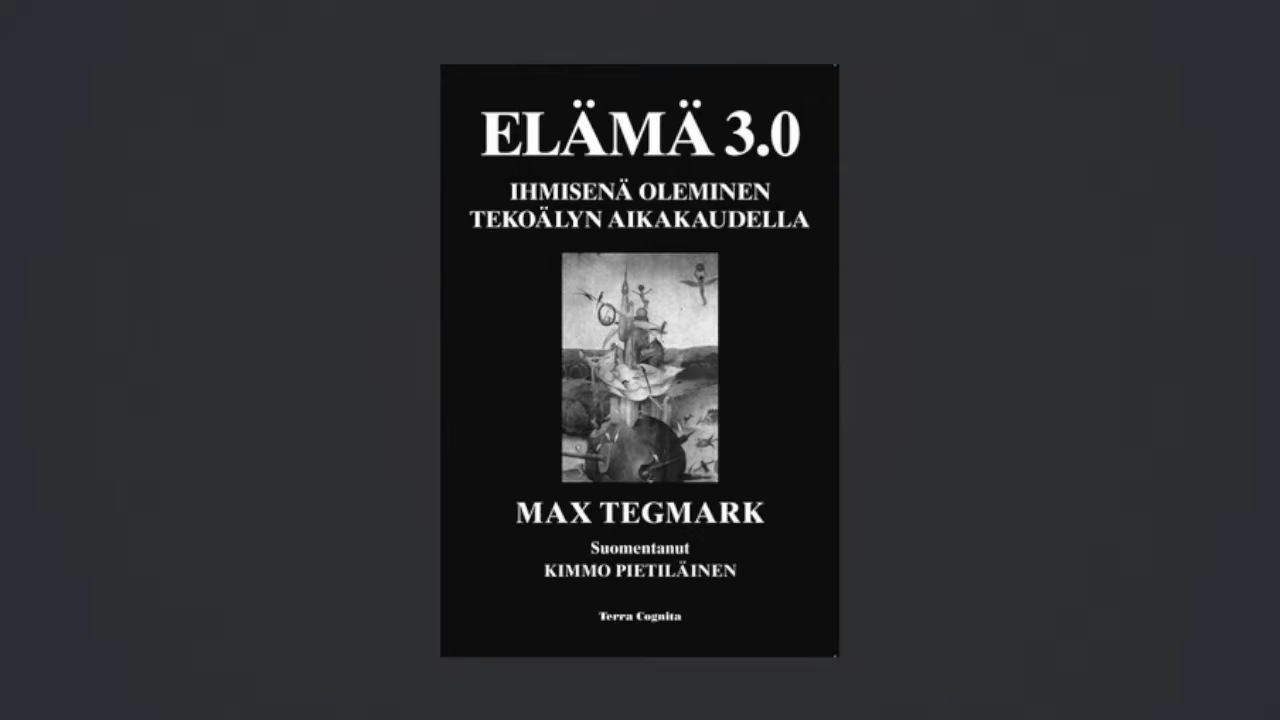 ELÄMÄ 3.0
IHMISENÄ OLEMINEN
TEKOÄLYN AIKAKAUDELLA
MAX TEGMARK
Suomentanut
KIMMO PIETILÄINEN
Terra Cognita